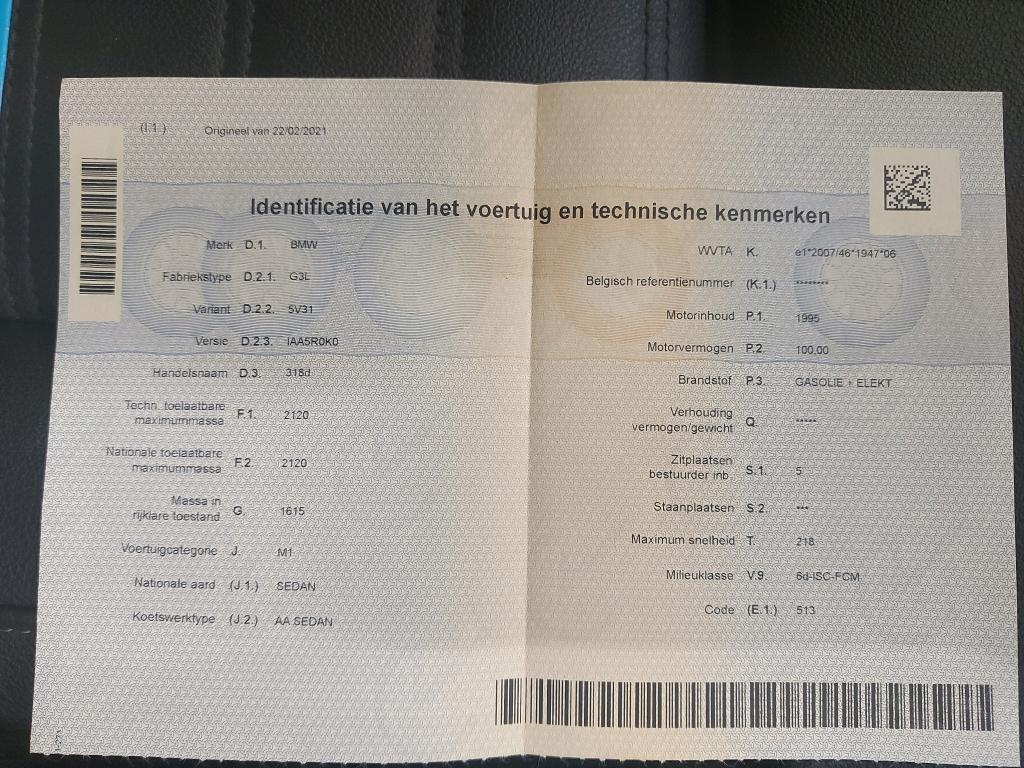 (I.1.) Origineel van 22/02/2021
Identificatie van het voertuig en technische kenmerken
Merk D.1. BMW
Fabriekstype D.2.1. G3L
Variant D.2.2. 5V31
Versie D.2.3. IAA5R0K0
Handelsnaam D.3. 318d
Techn. toelaatbare
maximummassa F.1. 2120
Nationale toelaatbare
maximummassa F.2. 2120
Massa in
rijklare toestand G. 1615
Voertuigcategorie J. M1
Nationale aard (J.1.) SEDAN
Koetswerktype (J.2.) AA SEDAN
WVTA K. e1*2007/46*1947*06
Belgisch referentienummer (K.1.) ********
Motorinhoud P.1. 1995
Motorvermogen P.2. 100,00
Brandstof P.3. GASOLIE + ELEKT
Verhouding
vermogen/gewicht Q. *****
Zitplaatsen
bestuurder inb. S.1. 5
Staanplaatsen S.2. ***
Maximum snelheid T. 218
Milieuklasse V.9. 6d-ISC-FCM
Code (E.1.) 513